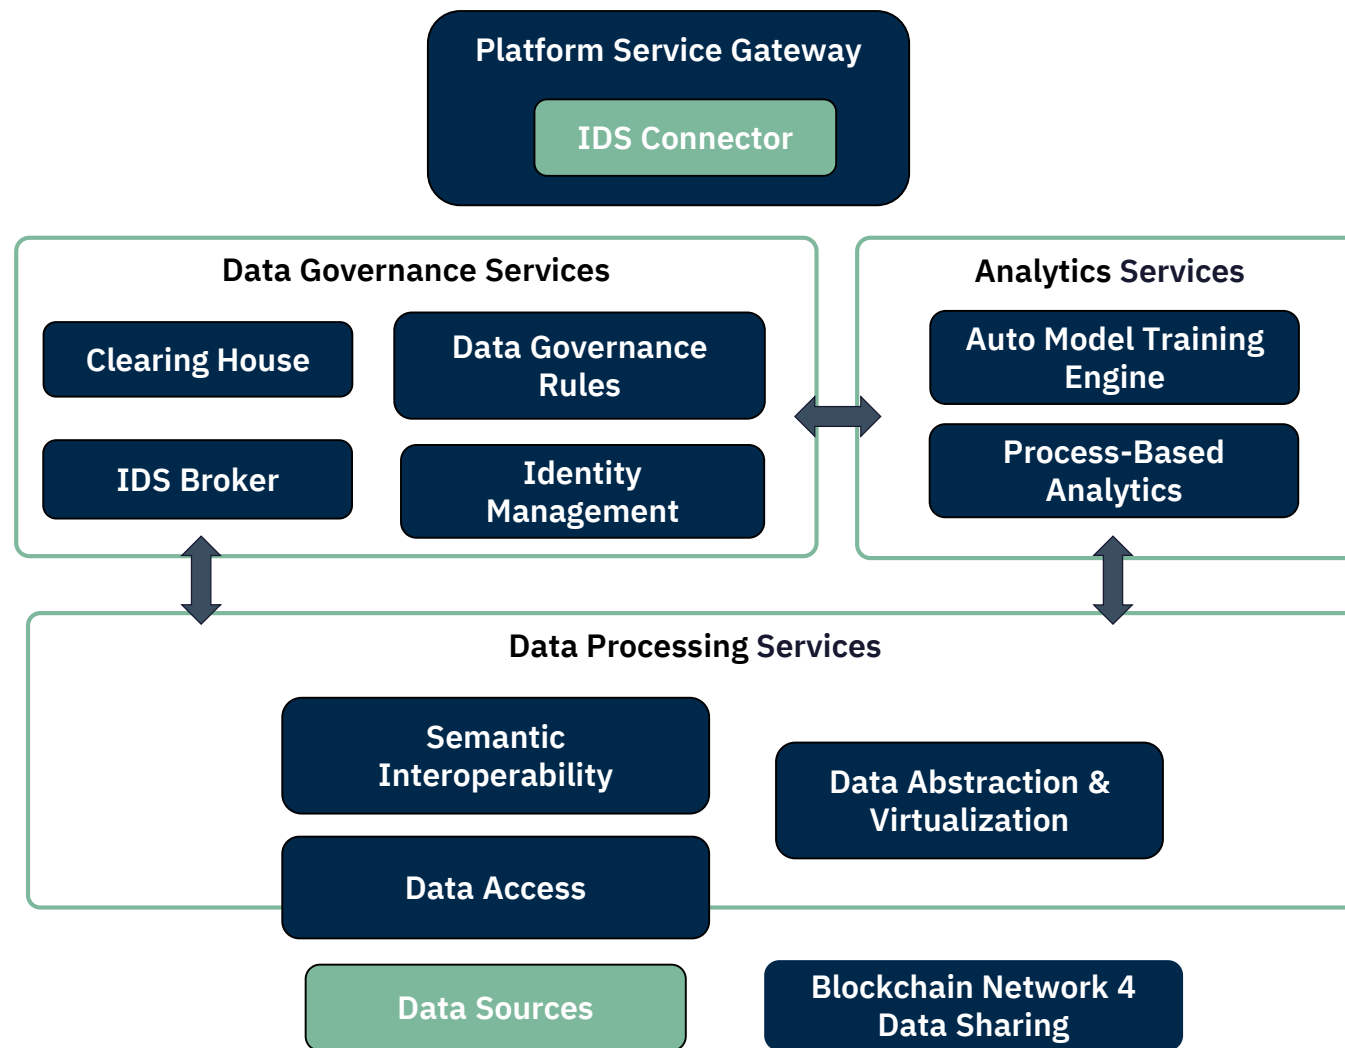 Platform Service Gateway
IDS Connector
Data Governance Services
Clearing House
Data Governance
Rules
IDS Broker
Identity
Management
Analytics Services
Auto Model Training
Engine
Process-Based
Analytics
Data Processing Services
Semantic
Interoperability
Data Abstraction &
Virtualization
Data Access
Data Sources
Blockchain Network 4
Data Sharing